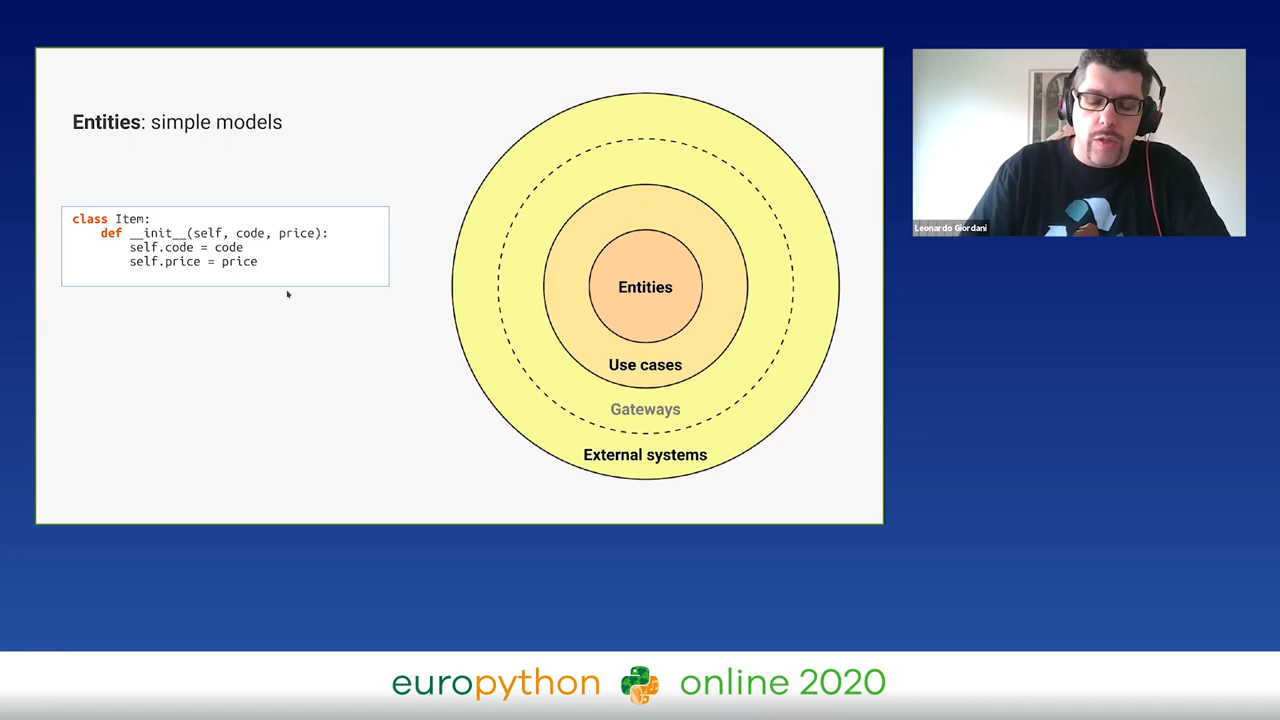 Entities: simple models
class Item:
    def __init__(self, code, price):
        self.code = code
        self.price = price
Entities
Use cases
Gateways
External systems
Leonardo Giordani
europython online 2020